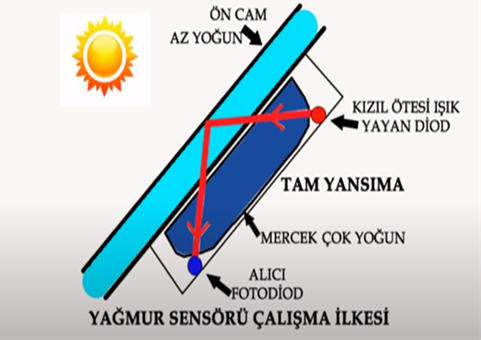 ÖN CAM
AZ YOĞUN
KIZIL ÖTESİ IŞIK
YAYAN DİOD
TAM YANSIMA
MERCEK ÇOK YOĞUN
ALICI
FOTODİOD
YAĞMUR SENSÖRÜ ÇALIŞMA İLKESİ